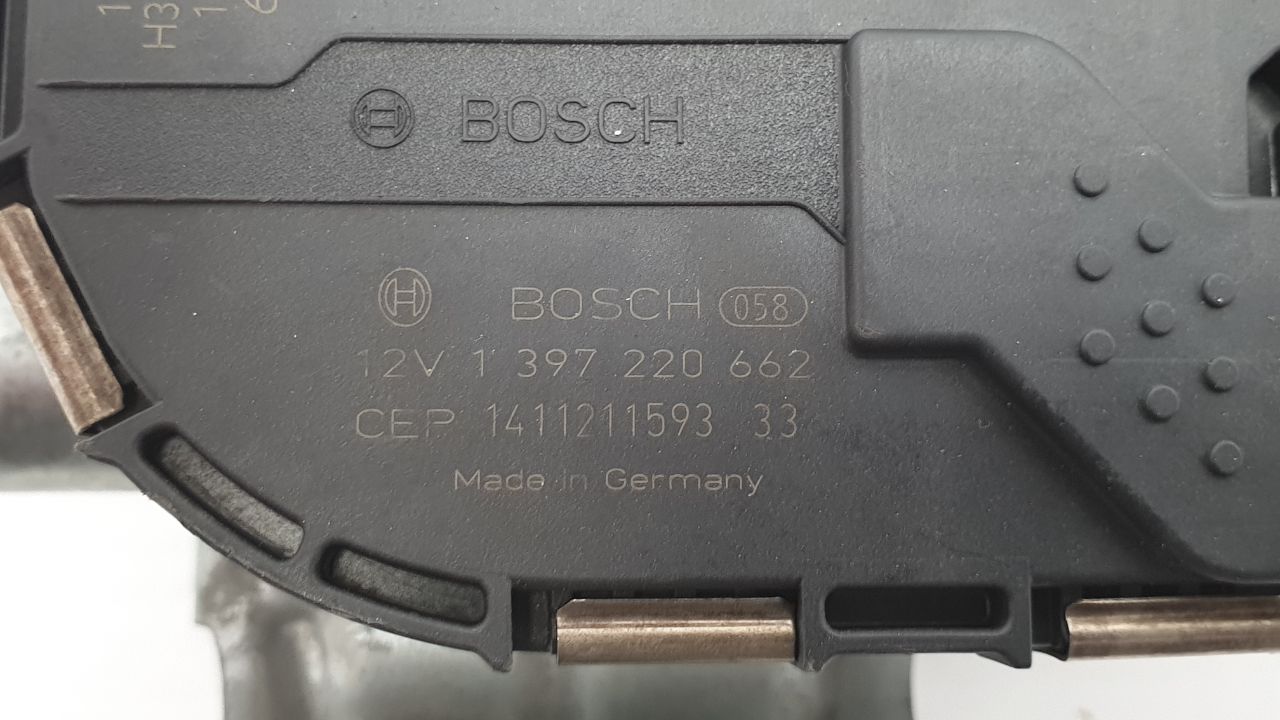 BOSCH
BOSCH 058
12V 1 397 220 662
CEP 1411211593 33
Made in Germany